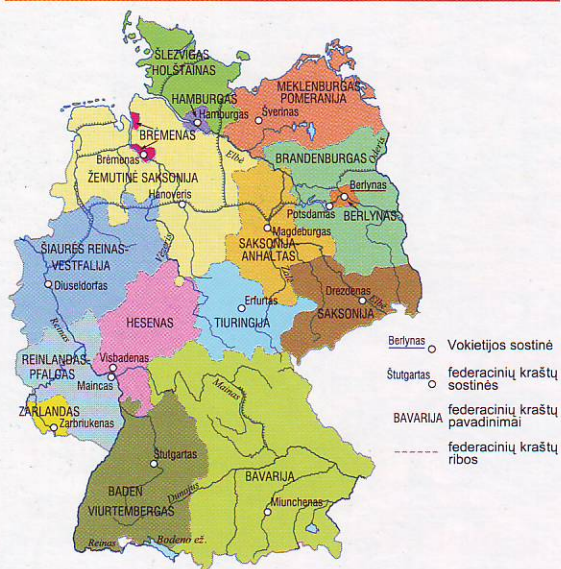 ŠLEZVIGAS
HOLŠTAINAS
MEKLENBURGAS
POMERANIJA
HAMBURGAS
Hamburgas
Šverinas
BRĖMENAS
Elbė
Oderis
Brėmenas
BRANDENBURGAS
ŽEMUTINĖ SAKSONIJA
Hanoveris
Berlynas
Potsdamas
BERLYNAS
Magdeburgas
ŠIAURĖS REINAS-
VESTFALIJA
Vėzeris
SAKSONIJA
ANHALTAS
Diuseldorfas
Drezdenas
Elbė
Erfurtas
SAKSONIJA
HESENAS
TIURINGIJA
Reinas
REINLANDAS-
PFALGAS
Visbadenas
Maincas
Mainas
ZARLANDAS
Zarbriukenas
Štutgartas
BAVARIJA
BADEN
VIURTEMBERGAS
Dunojus
Miunchenas
Reinas
Bodeno ež.
Berlynas
Vokietijos sostinė
Štutgartas
federacinių kraštų
sostinės
BAVARIJA
federacinių kraštų
pavadinimai
federacinių kraštų
ribos